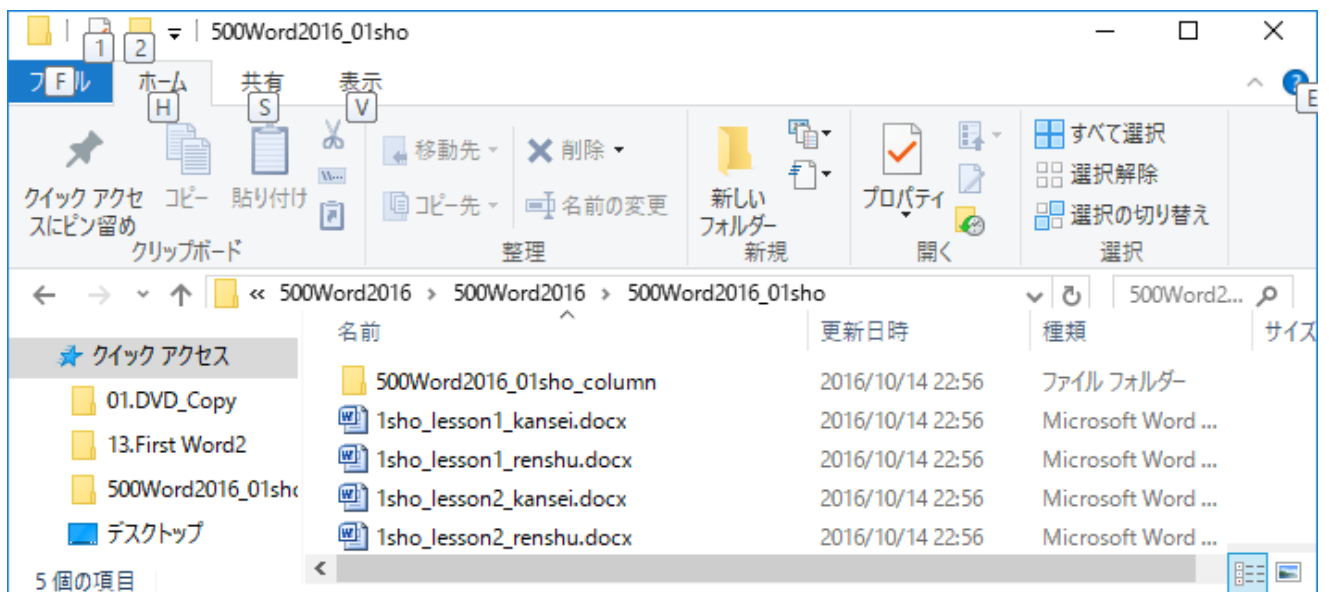 1 2 500Word2016_01sho
ファイル ホーム 共有 表示
F H S V E
クイック アクセスにピン留め
コピー
貼り付け
クリップボード
移動先
コピー先
削除
名前の変更
整理
新しいフォルダー
新規
プロパティ
開く
すべて選択
選択解除
選択の切り替え
選択
« 500Word2016 › 500Word2016 › 500Word2016_01sho
500Word2...
名前 更新日時 種類 サイズ
クイック アクセス
01.DVD_Copy
13.First Word2
500Word2016_01sho
デスクトップ
500Word2016_01sho_column 2016/10/14 22:56 ファイル フォルダー
1sho_lesson1_kansei.docx 2016/10/14 22:56 Microsoft Word ...
1sho_lesson1_renshu.docx 2016/10/14 22:56 Microsoft Word ...
1sho_lesson2_kansei.docx 2016/10/14 22:56 Microsoft Word ...
1sho_lesson2_renshu.docx 2016/10/14 22:56 Microsoft Word ...
5 個の項目